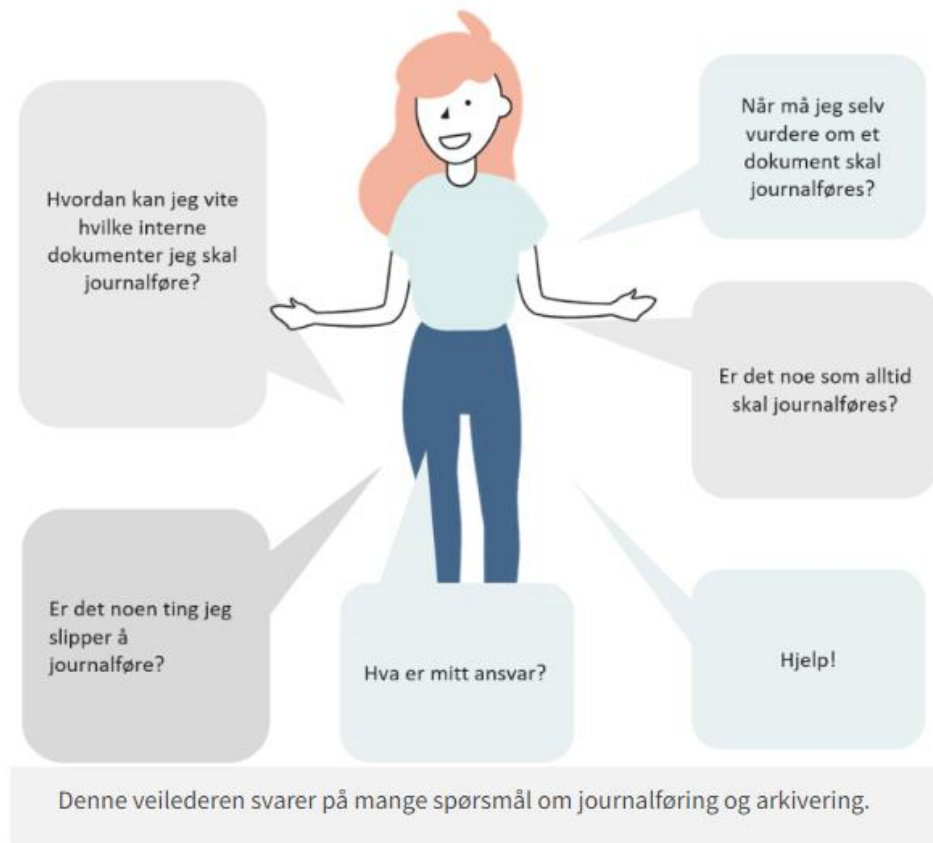 Hvordan kan jeg vite
hvilke interne
dokumenter jeg skal
journalføre?
Når må jeg selv
vurdere om et
dokument skal
journalføres?
Er det noe som alltid
skal journalføres?
Er det noen ting jeg
slipper å
journalføre?
Hva er mitt ansvar?
Hjelp!
Denne veilederen svarer på mange spørsmål om journalføring og arkivering.